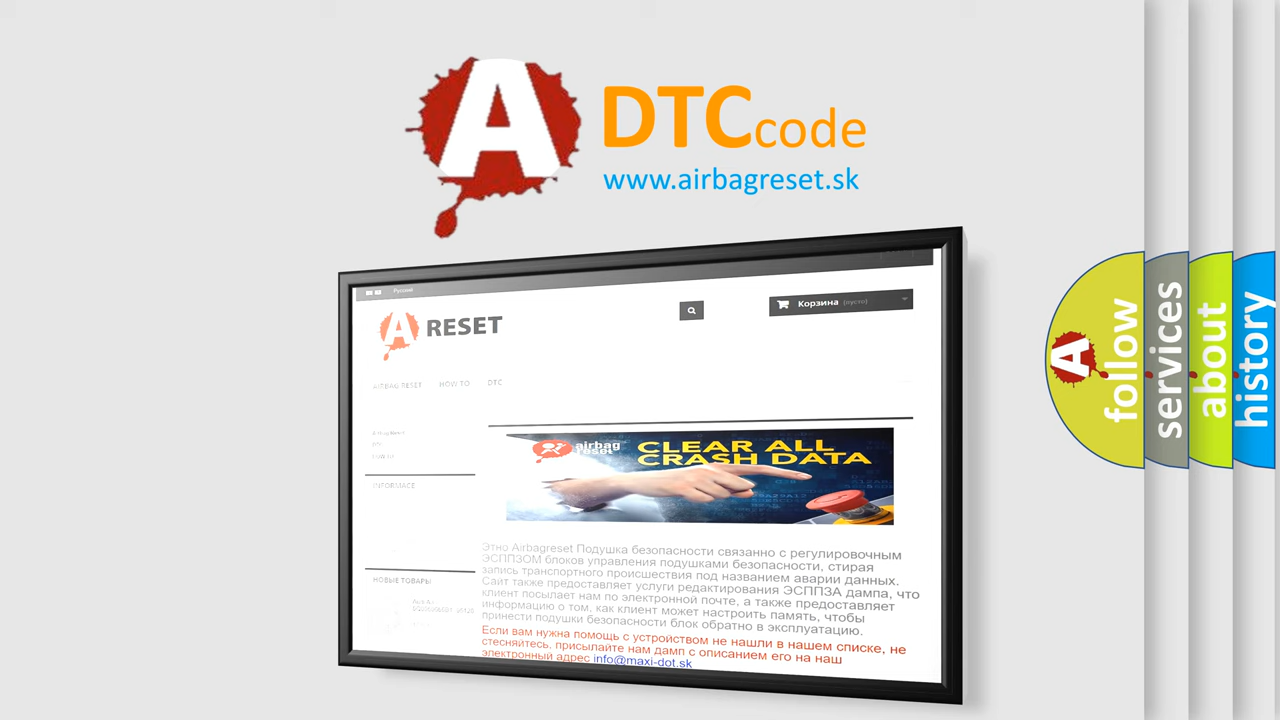 A
DTC code
www.airbagreset.sk
Русский
A RESET
Корзина (пусто)
AIRBAG RESET HOW TO DTC
INFORMACE
airbag
reset
CLEAR ALL
CRASH DATA
Этно Airbagreset Подушка безопасности связанно с регулировочным
ЭСППЗОМ блоков управления подушками безопасности, стирая
запись транспортного происшествия под названием аварии данных.
Сайт также предоставляет услуги редактирования ЭСППЗА дампа, что
клиент посылает нам по электронной почте, а также предоставляет
информацию о том, как клиент может настроить память, чтобы
принести подушки безопасности блок обратно в эксплуатацию.
Если вам нужна помощь с устройством не нашли в нашем списке, не
стесняйтесь, присылайте нам дамп с описанием его на наш
электронный адрес info@maxi-dot.sk
НОВЫЕ ТОВАРЫ
A
follow
services
about
history